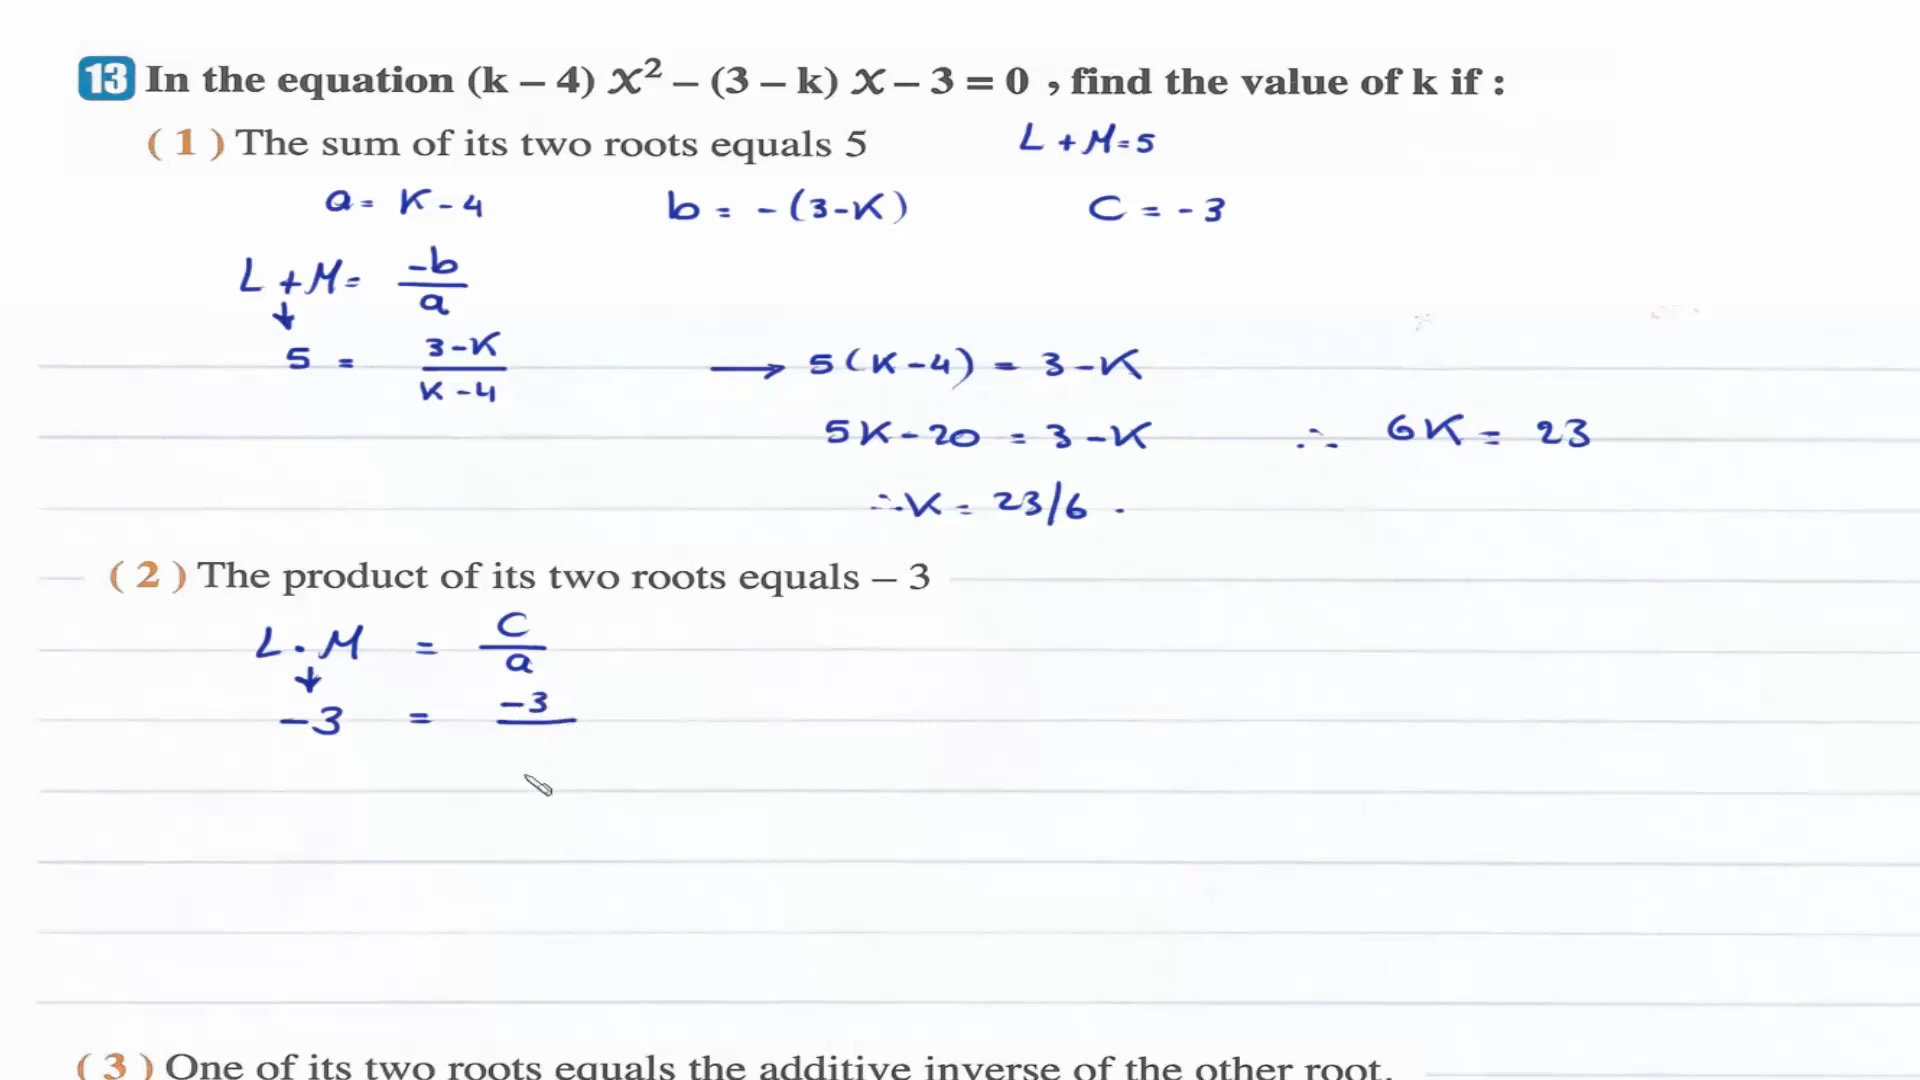 13 In the equation (k – 4) x² – (3 – k) x – 3 = 0 , find the value of k if :
( 1 ) The sum of its two roots equals 5 L + M = 5
a = K - 4 b = - (3 - K) C = - 3
L + M = -b/a
↓
5 = 3-K/K-4 → 5 (K - 4) = 3 - K
5K - 20 = 3 - K ∴ 6K = 23
∴ K = 23/6 .
( 2 ) The product of its two roots equals – 3
L . M = C/a
↓
-3 = -3/
( 3 ) One of its two roots equals the additive inverse of the other root.